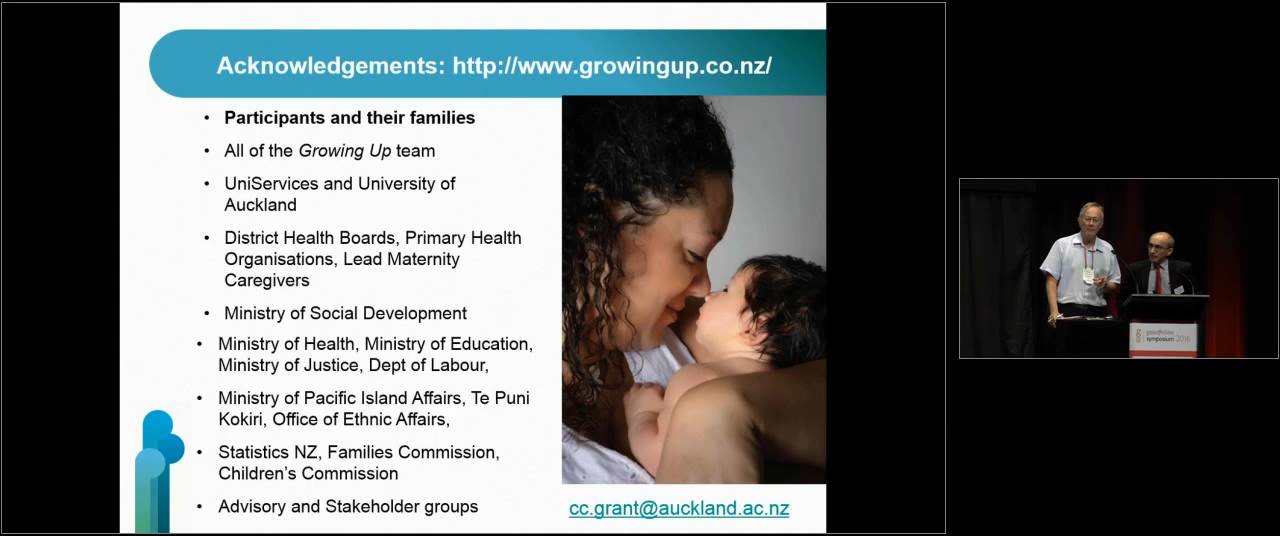 Acknowledgements: http://www.growingup.co.nz/
• Participants and their families
• All of the Growing Up team
• UniServices and University of
Auckland
• District Health Boards, Primary Health
Organisations, Lead Maternity
Caregivers
• Ministry of Social Development
• Ministry of Health, Ministry of Education,
Ministry of Justice, Dept of Labour,
• Ministry of Pacific Island Affairs, Te Puni
Kokiri, Office of Ethnic Affairs,
• Statistics NZ, Families Commission,
Children's Commission
• Advisory and Stakeholder groups
cc.grant@auckland.ac.nz
goodfellow
symposium 2016